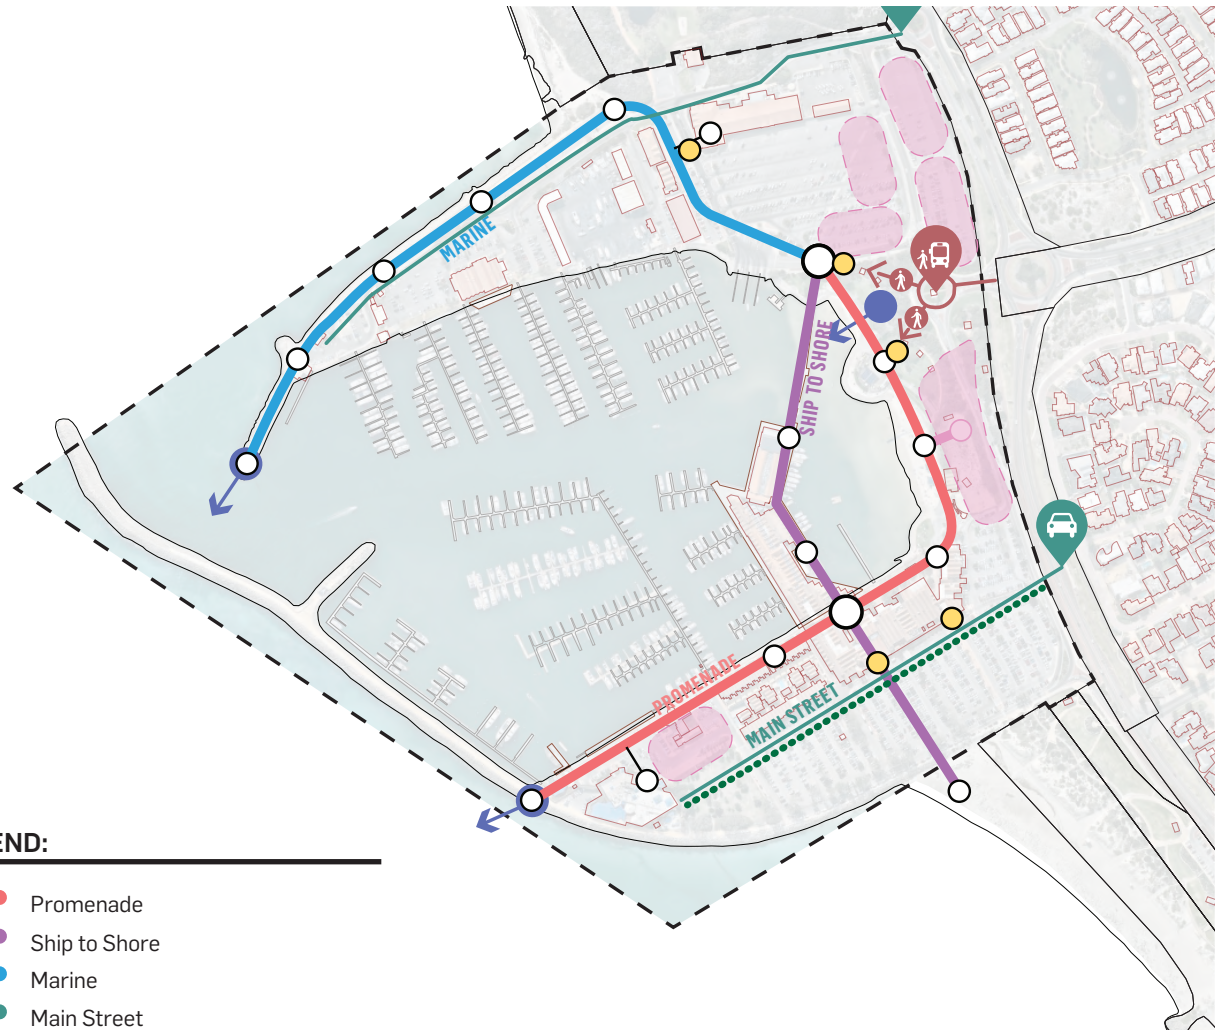 MARINE
SHIP TO SHORE
PROMENADE
MAIN STREET
END:
Promenade
Ship to Shore
Marine
Main Street